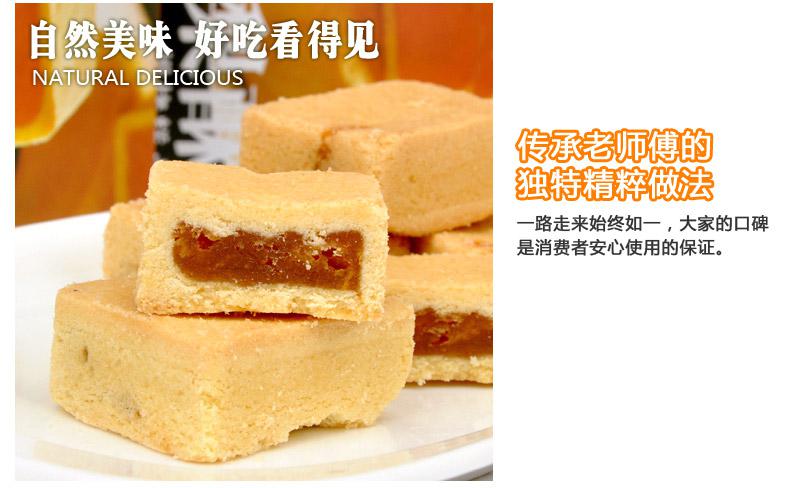 自然美味 好吃看得见
NATURAL DELICIOUS
传承老师傅的
独特精粹做法
一路走来始终如一，大家的口碑
是消费者安心使用的保证。